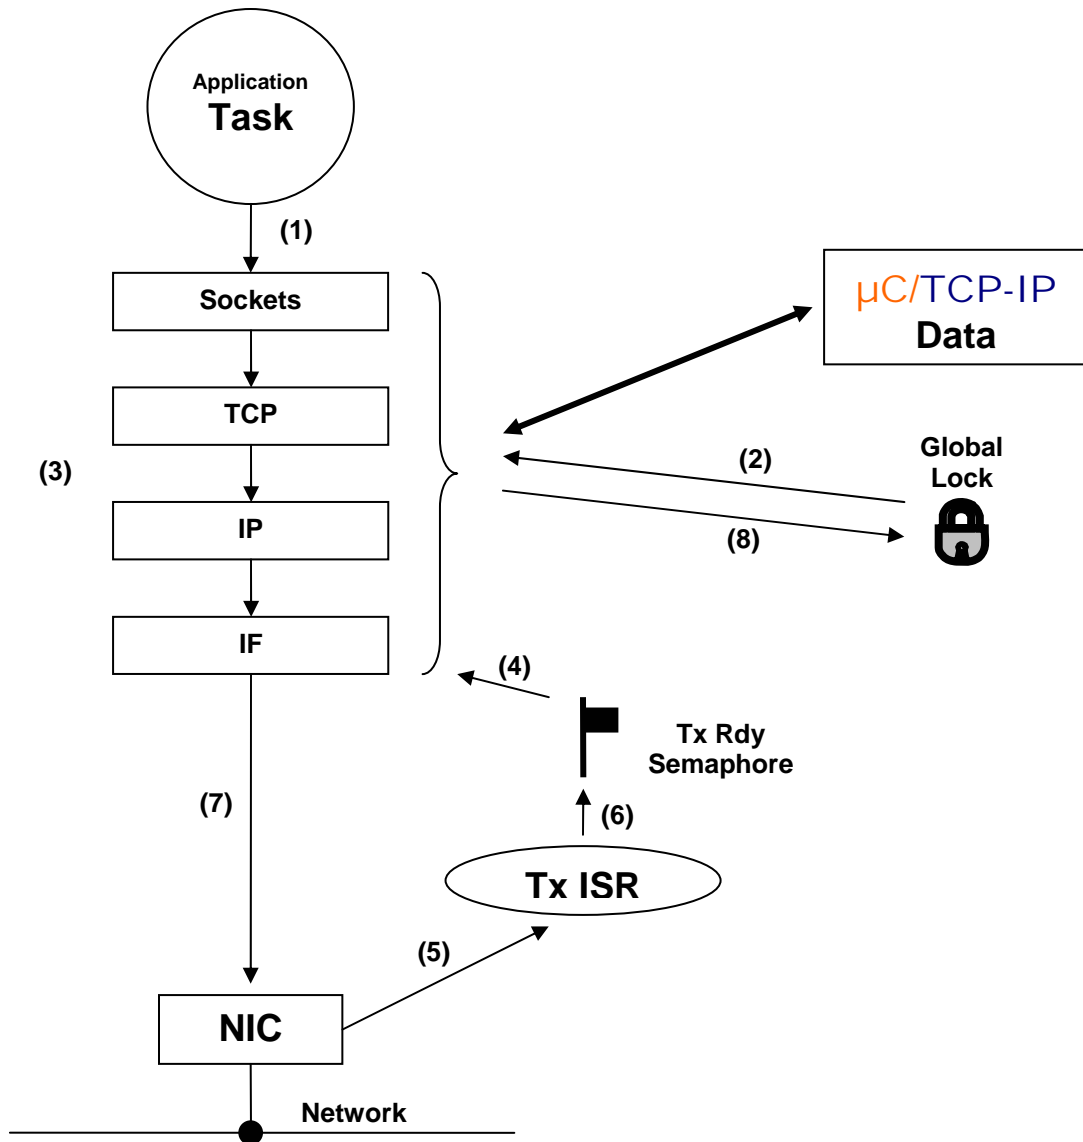 Application
Task
(1)
Sockets
µC/TCP-IP
Data
TCP
(3)
(2)
Global
Lock
IP
(8)
IF
(4)
Tx Rdy
Semaphore
(7)
(6)
Tx ISR
(5)
NIC
Network